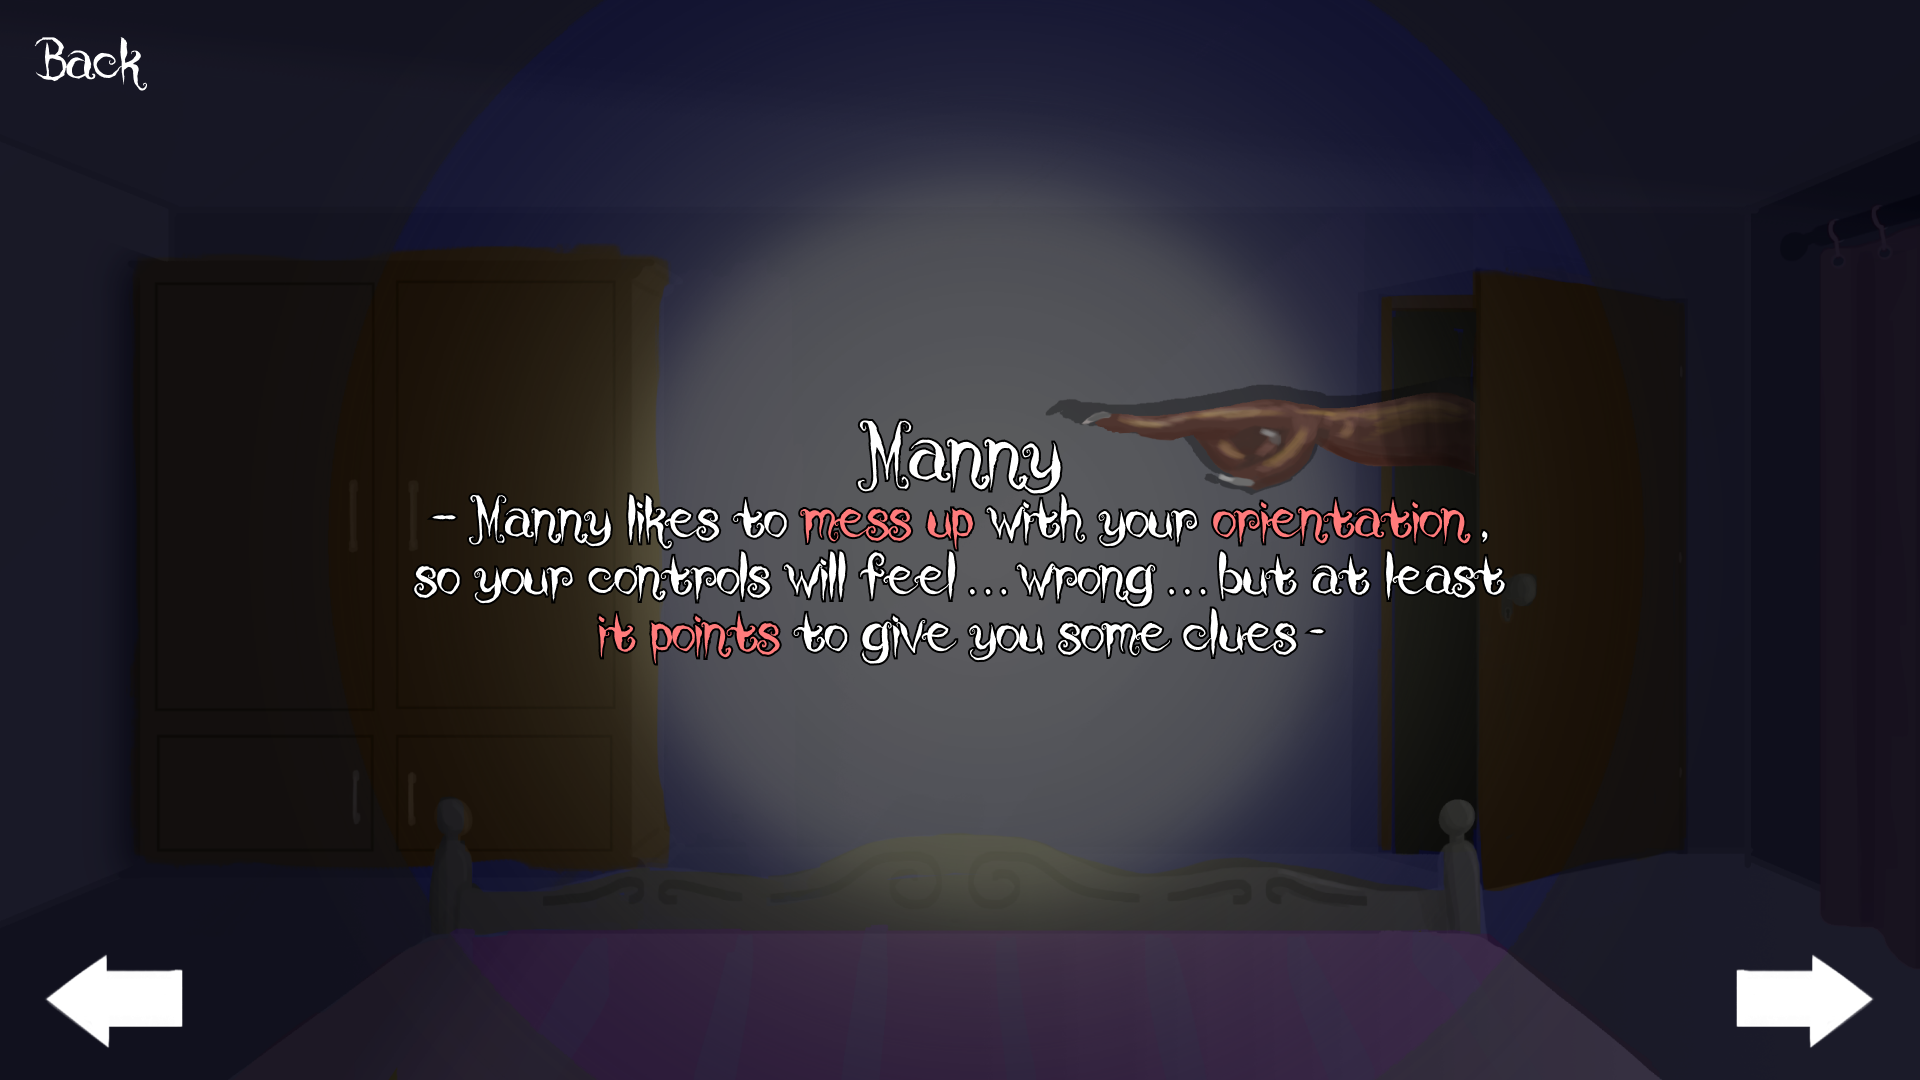 Back
Manny
- Manny likes to mess up with your orientation,
so your controls will feel... wrong... but at least
it points to give you some clues -